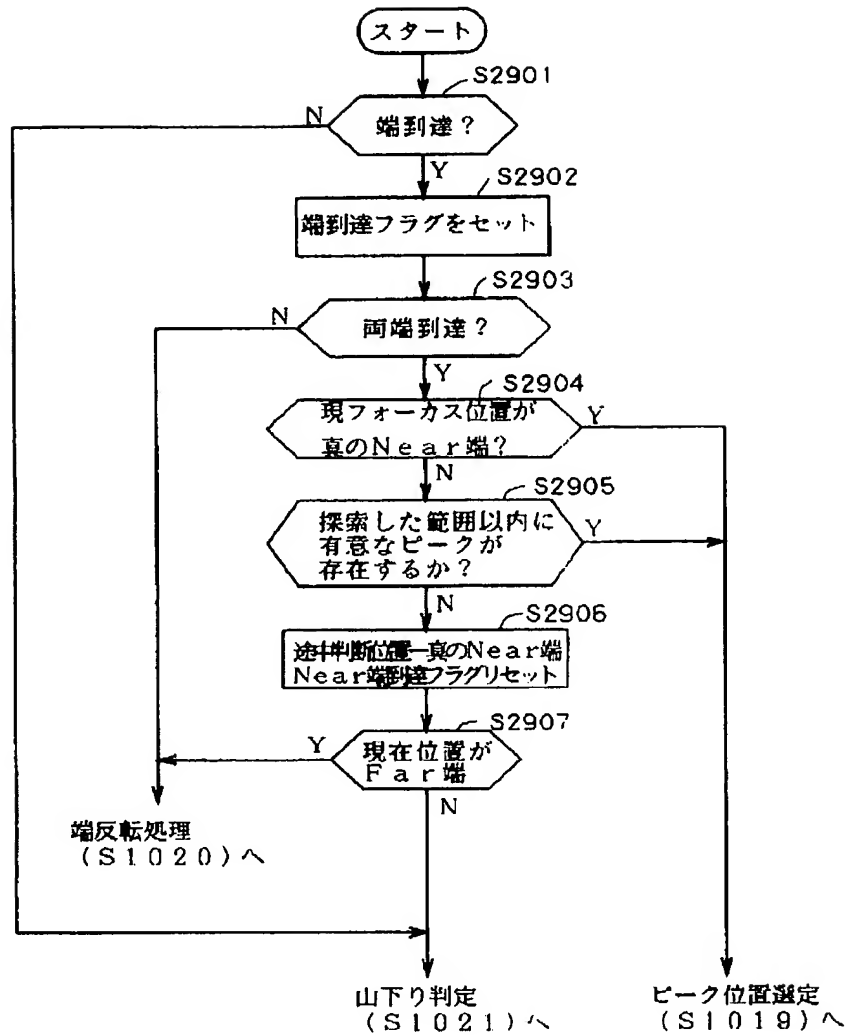 スタート
S2901
N
端到達?
Y
S2902
端到達フラグをセット
S2903
N
両端到達?
Y
S2904
現フォーカス位置が
真のNear端?
Y
N
S2905
探索した範囲以内に
有意なピークが
存在するか?
Y
N
S2906
途中判断位置―真のNear端
Near端到達フラグリセット
S2907
Y
現在位置が
Far端
N
端反転処理
(S1020)へ
山下り判定
(S1021)へ
ピーク位置選定
(S1019)へ